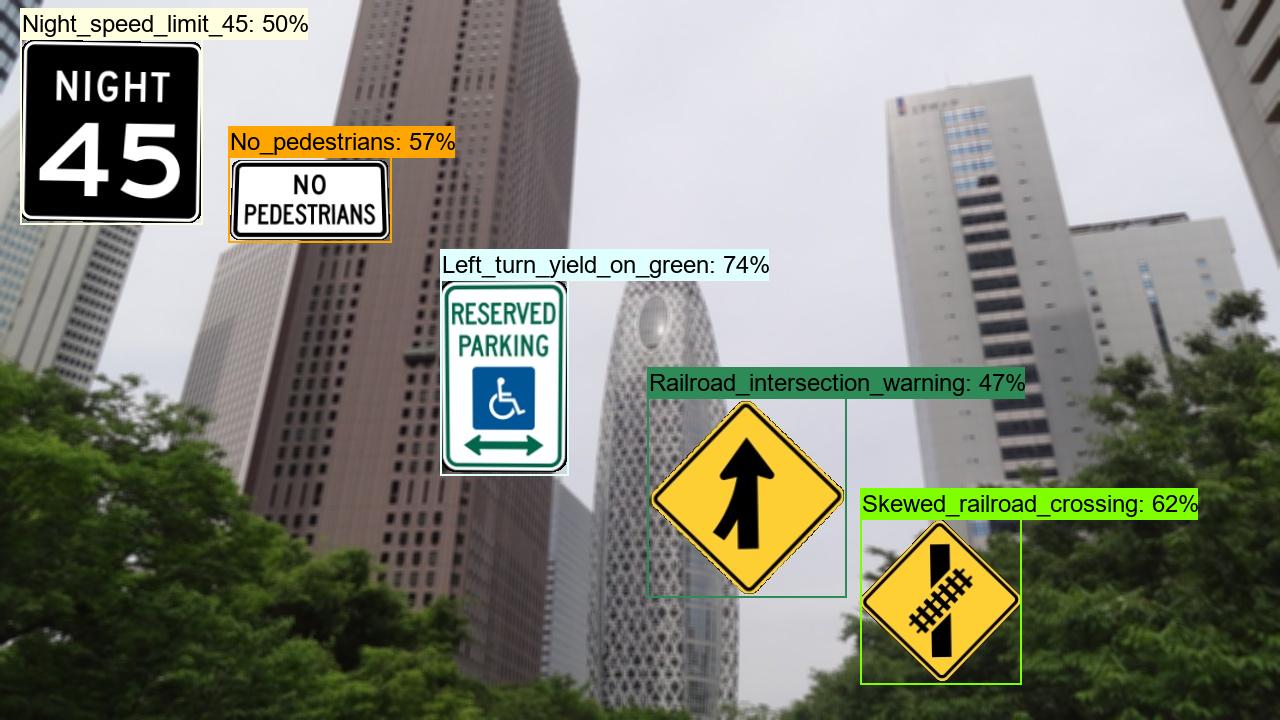 Night_speed_limit_45: 50%
NIGHT
45
No_pedestrians: 57%
NO
PEDESTRIANS
Left_turn_yield_on_green: 74%
RESERVED
PARKING
Railroad_intersection_warning: 47%
Skewed_railroad_crossing: 62%